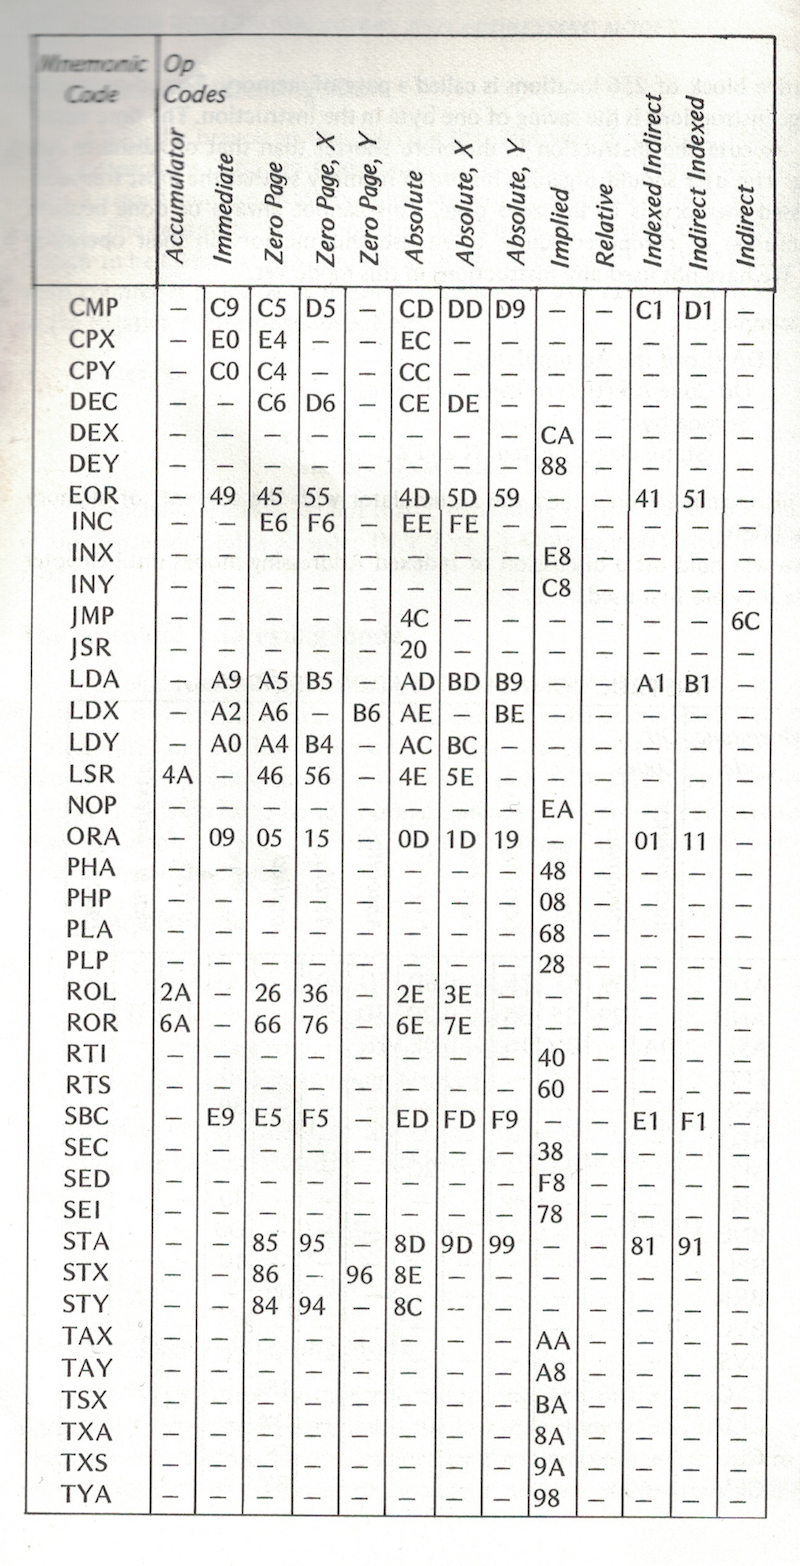 Mnemonic Op
Code Codes
Accumulator Immediate Zero Page Zero Page, X Zero Page, Y Absolute Absolute, X Absolute, Y Implied Relative Indexed Indirect Indirect Indexed Indirect
CMP – C9 C5 D5 – CD DD D9 – – C1 D1
CPX – E0 E4 – – EC – – – – – – –
CPY – C0 C4 – – CC – – – – – – –
DEC – – C6 D6 – CE DE – – – – – –
DEX – – – – – – – – CA – – – –
DEY – – – – – – – – 88 – – – –
EOR – 49 45 55 – 4D 5D 59 – – 41 51
INC – – E6 F6 – EE FE – – – – – –
INX – – – – – – – – E8 – – – –
INY – – – – – – – – C8 – – – –
JMP – – – – – 4C – – – – – – 6C
JSR – – – – – 20 – – – – – – –
LDA – A9 A5 B5 – AD BD B9 – – A1 B1 –
LDX – A2 A6 – B6 AE – BE – – – – –
LDY – A0 A4 B4 – AC BC – – – – – –
LSR 4A – 46 56 – 4E 5E – – – – – –
NOP – – – – – – – – EA – – – –
ORA – 09 05 15 – 0D 1D 19 – – 01 11 –
PHA – – – – – – – – 48 – – – –
PHP – – – – – – – – 08 – – – –
PLA – – – – – – – – 68 – – – –
PLP – – – – – – – – 28 – – – –
ROL 2A – 26 36 – 2E 3E – – – – – –
ROR 6A – 66 76 – 6E 7E – – – – – –
RTI – – – – – – – – 40 – – – –
RTS – – – – – – – – 60 – – – –
SBC – E9 E5 F5 – ED FD F9 – – E1 F1 –
SEC – – – – – – – – 38 – – – –
SED – – – – – – – – F8 – – – –
SEI – – – – – – – – 78 – – – –
STA – – 85 95 – 8D 9D 99 – – 81 91 –
STX – – 86 – 96 8E – – – – – – –
STY – – 84 94 – 8C – – – – – – –
TAX – – – – – – – – AA – – – –
TAY – – – – – – – – A8 – – – –
TSX – – – – – – – – BA – – – –
TXA – – – – – – – – 8A – – – –
TXS – – – – – – – – 9A – – – –
TYA – – – – – – – – 98 – – – –